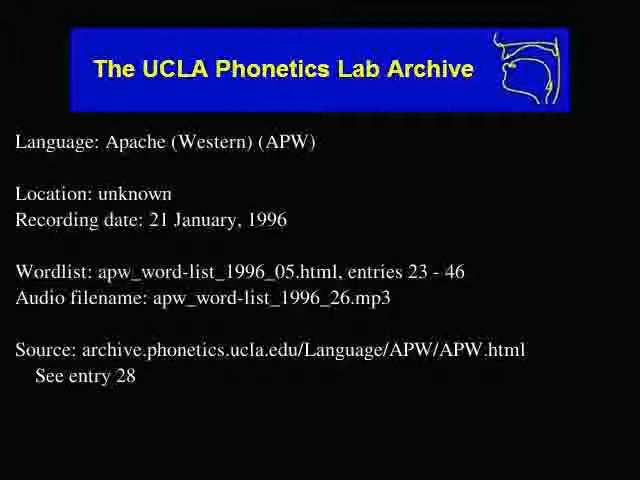 The UCLA Phonetics Lab Archive
Language: Apache (Western) (APW)
Location: unknown
Recording date: 21 January, 1996
Wordlist: apw_word-list_1996_05.html, entries 23 - 46
Audio filename: apw_word-list_1996_26.mp3
Source: archive.phonetics.ucla.edu/Language/APW/APW.html
See entry 28